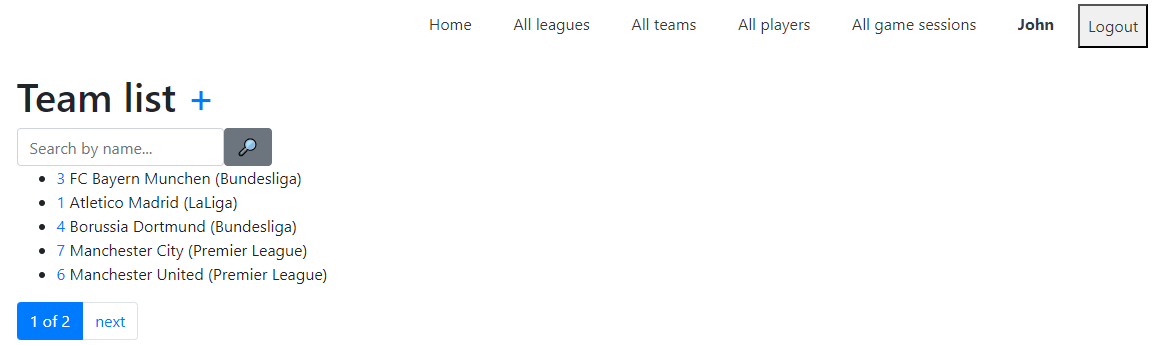 Home All leagues All teams All players All game sessions John Logout
Team list +
Search by name...
3 FC Bayern Munchen (Bundesliga)
1 Atletico Madrid (LaLiga)
4 Borussia Dortmund (Bundesliga)
7 Manchester City (Premier League)
6 Manchester United (Premier League)
1 of 2 next